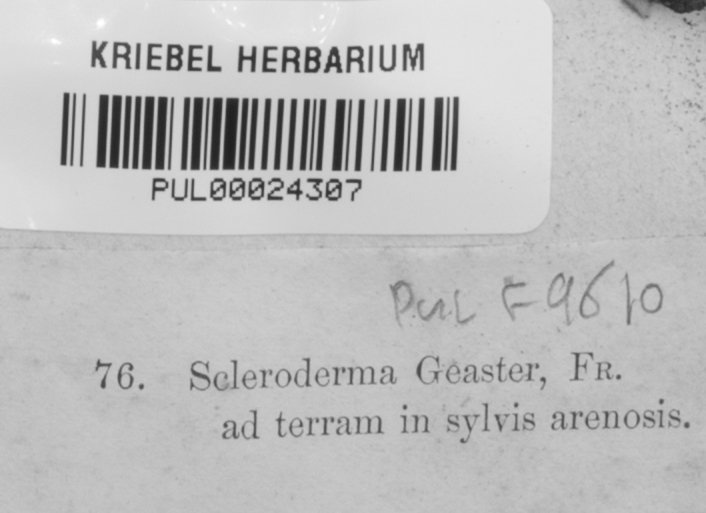 KRIEBEL HERBARIUM
PUL00024307
PUL F9610
76. Scleroderma Geaster, Fr.
ad terram in sylvis arenosis.